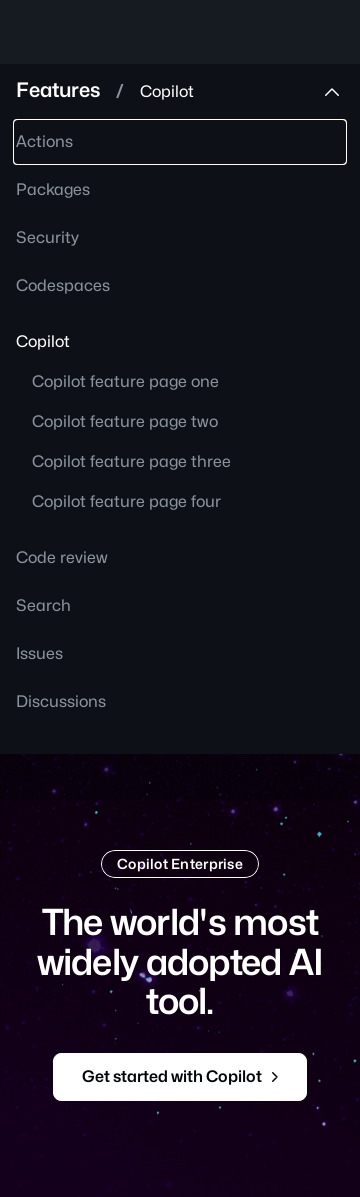 Features / Copilot
Actions
Packages
Security
Codespaces
Copilot
Copilot feature page one
Copilot feature page two
Copilot feature page three
Copilot feature page four
Code review
Search
Issues
Discussions
Copilot Enterprise
The world's most
widely adopted AI
tool.
Get started with Copilot